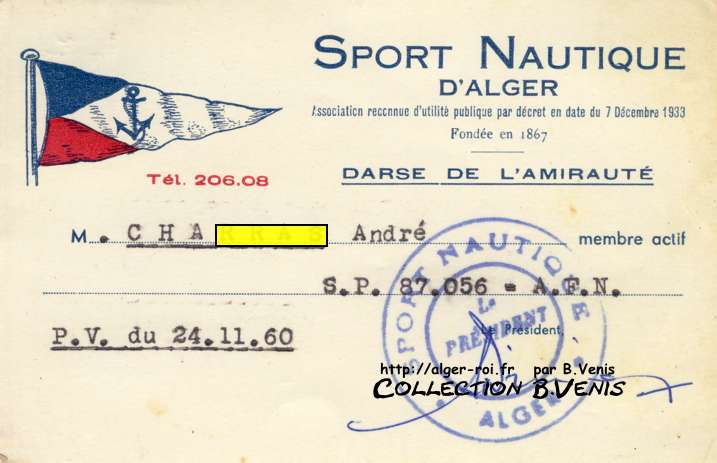 SPORT NAUTIQUE
D'ALGER
Association reconnue d'utilité publique par décret en date du 7 Décembre 1933
Fondée en 1867
Tél. 206.08
DARSE DE L'AMIRAUTÉ
M. CHARRAS André membre actif
S.P. 87.056 - A.F.N.
P.V. du 24.11.60
SPORT NAUTIQUE
Le
PRÉSIDENT
Le Président,
http://alger-roi.fr par B.Venis
COLLECTION B.VENIS
ALGER